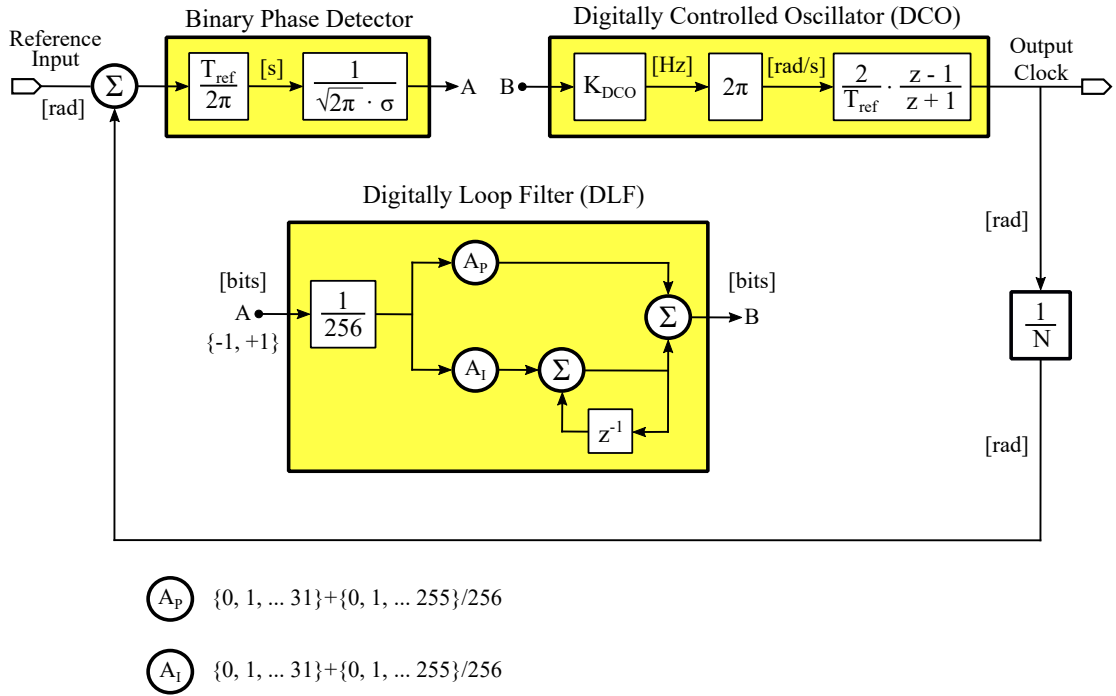 Binary Phase Detector
Digitally Controlled Oscillator (DCO)
Reference
Input
[rad]
Σ
T_ref
2π
[s]
1
√2π · σ
A
B
K_DCO
[Hz]
2π
[rad/s]
2
T_ref
·
z - 1
z + 1
Output
Clock
Digitally Loop Filter (DLF)
[bits]
A
{-1, +1}
1
256
A_P
A_I
Σ
z^-1
Σ
[bits]
B
[rad]
1
N
[rad]
A_P {0, 1, ... 31}+{0, 1, ... 255}/256
A_I {0, 1, ... 31}+{0, 1, ... 255}/256